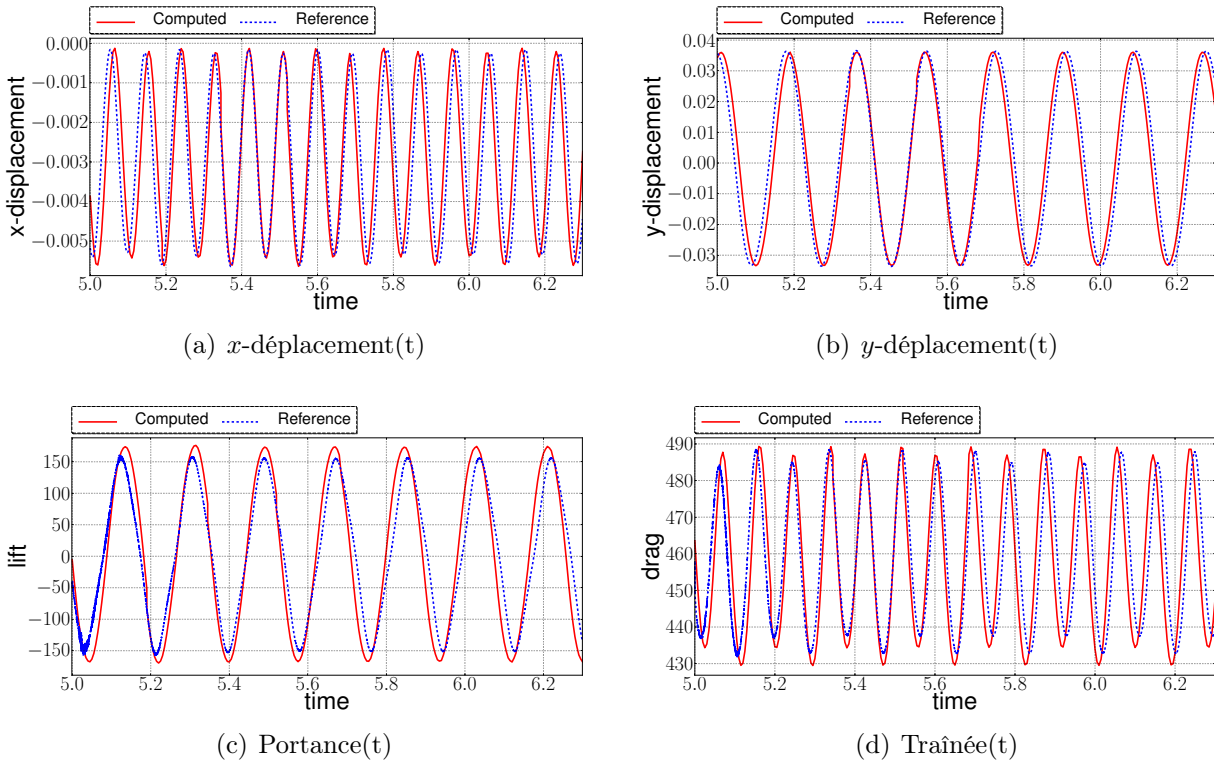 Computed Reference
0.000
−0.001
−0.002
−0.003
−0.004
−0.005
x-displacement
5.0 5.2 5.4 5.6 5.8 6.0 6.2
time
(a) x-déplacement(t)
Computed Reference
0.04
0.03
0.02
0.01
0.00
−0.01
−0.02
−0.03
y-displacement
5.0 5.2 5.4 5.6 5.8 6.0 6.2
time
(b) y-déplacement(t)
Computed Reference
150
100
50
0
−50
−100
−150
lift
5.0 5.2 5.4 5.6 5.8 6.0 6.2
time
(c) Portance(t)
Computed Reference
490
480
470
460
450
440
430
drag
5.0 5.2 5.4 5.6 5.8 6.0 6.2
time
(d) Traînée(t)